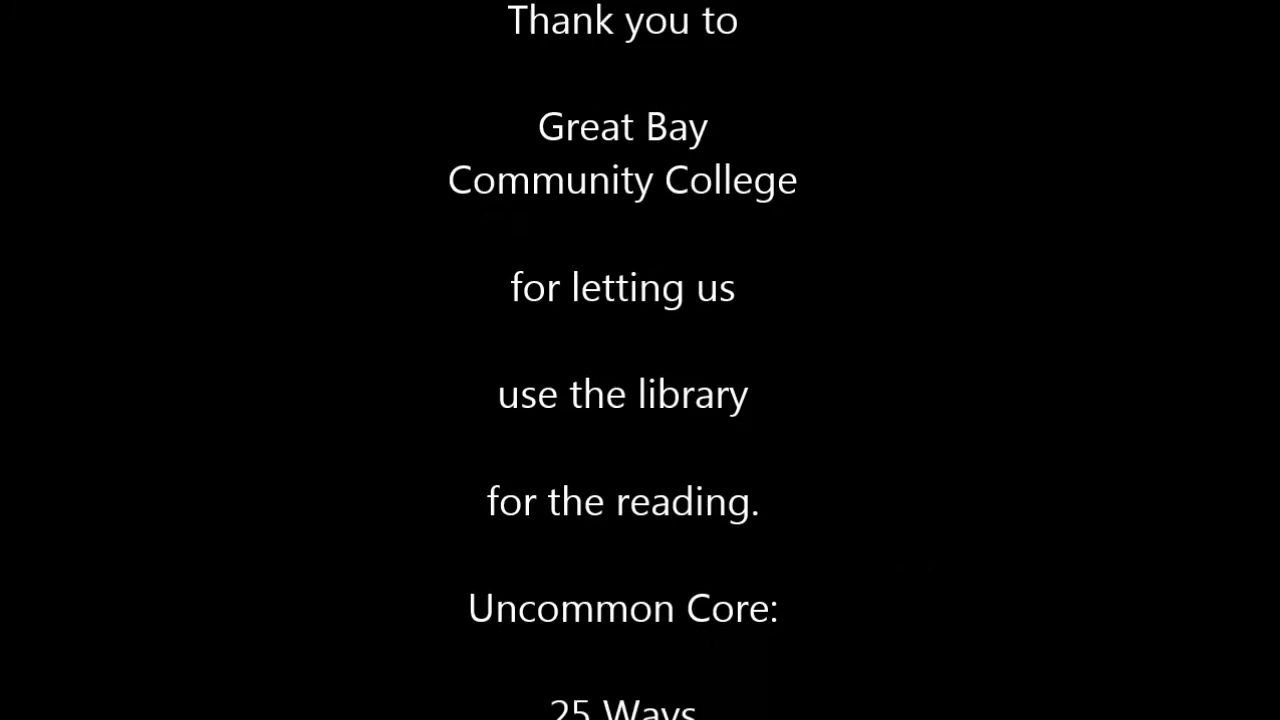 Thank you to
Great Bay
Community College
for letting us
use the library
for the reading.
Uncommon Core:
25 Ways